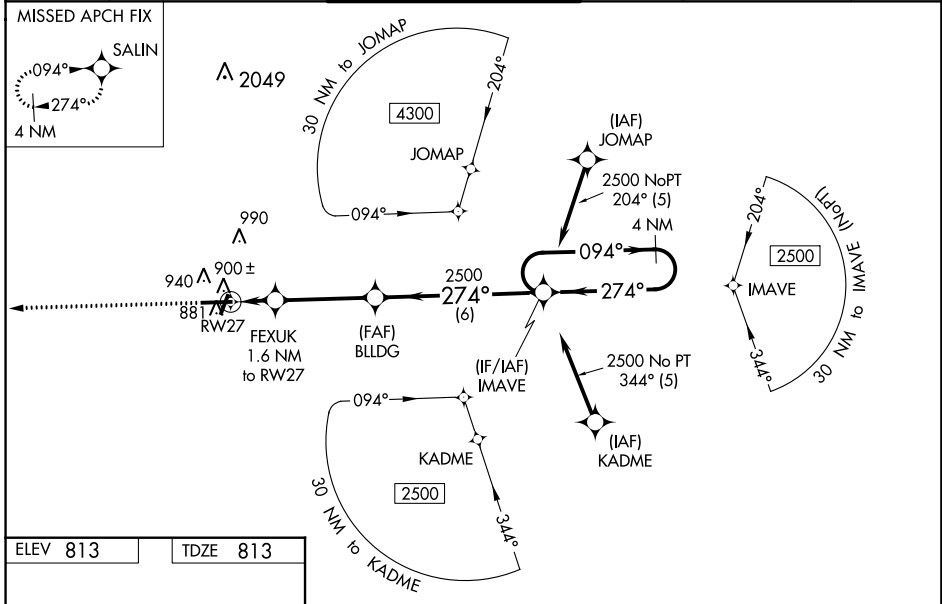 MISSED APCH FIX
SALIN
094°
274°
4 NM
2049
30 NM to JOMAP
204°
4300
JOMAP
094°
(IAF)
JOMAP
2500 NoPT
204° (5)
4 NM
094°
274°
204°
30 NM to IMAVE (NoPT)
2500
IMAVE
344°
990
940
900 ±
881
RW27
FEXUK
1.6 NM
to RW27
(FAF)
BLLDG
2500
274°
(6)
(IF/IAF)
IMAVE
2500 No PT
344° (5)
(IAF)
KADME
094°
KADME
2500
344°
30 NM to KADME
ELEV 813
TDZE 813